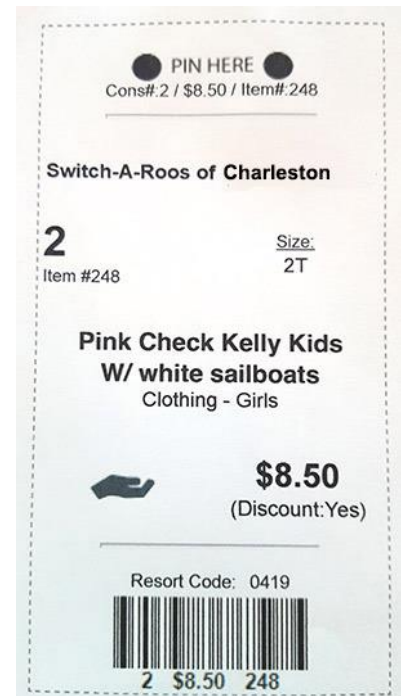 PIN HERE
Cons#:2 / $8.50 / Item#:248
Switch-A-Roos of Charleston
2
Size:
Item #248
2T
Pink Check Kelly Kids
W/ white sailboats
Clothing - Girls
$8.50
(Discount:Yes)
Resort Code: 0419
2 $8.50 248